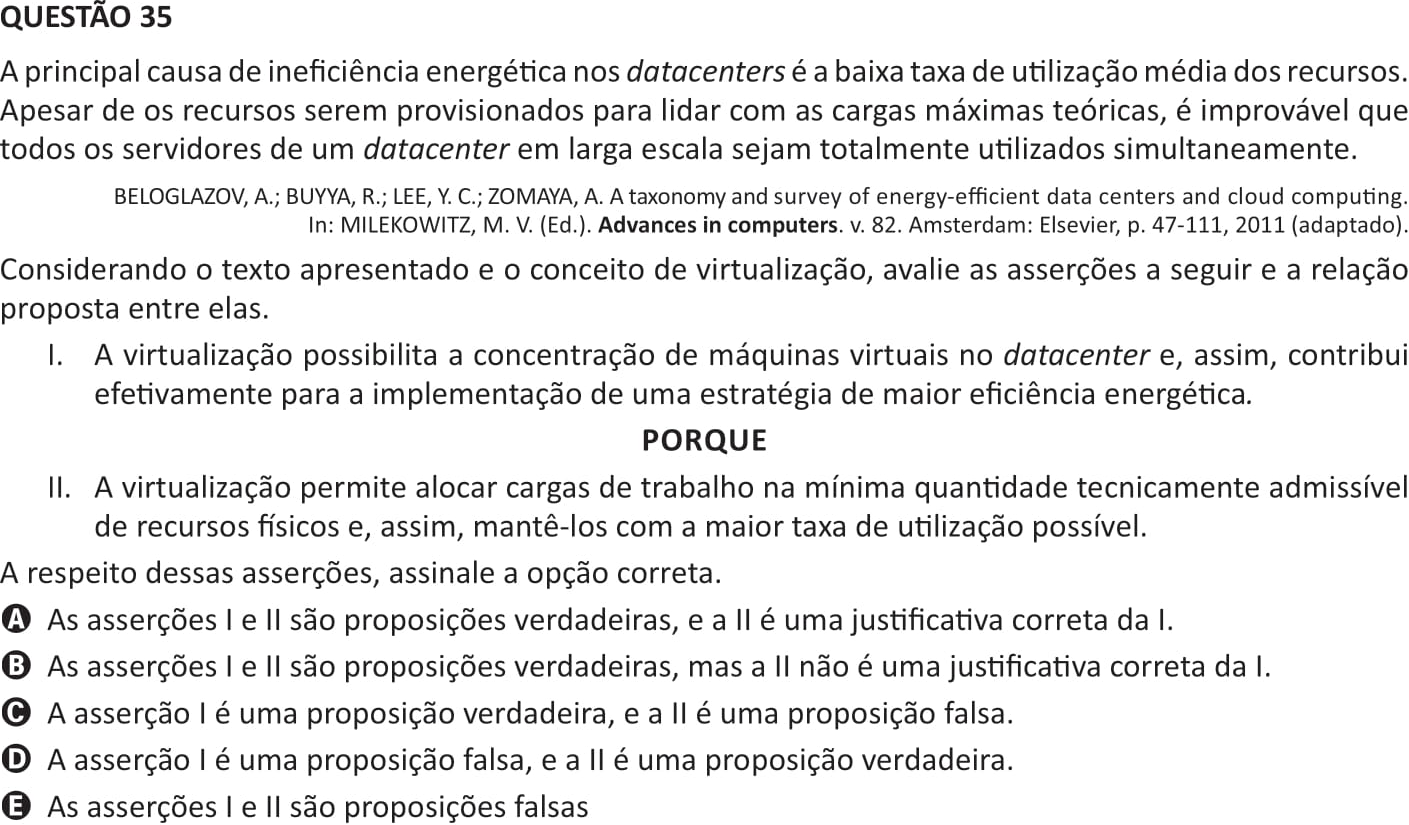 QUESTÃO 35
A principal causa de ineficiência energética nos datacenters é a baixa taxa de utilização média dos recursos.
Apesar de os recursos serem provisionados para lidar com as cargas máximas teóricas, é improvável que
todos os servidores de um datacenter em larga escala sejam totalmente utilizados simultaneamente.
BELOGLAZOV, A.; BUYYA, R.; LEE, Y. C.; ZOMAYA, A. A taxonomy and survey of energy-efficient data centers and cloud computing.
In: MILEKOWITZ, M. V. (Ed.). Advances in computers. v. 82. Amsterdam: Elsevier, p. 47-111, 2011 (adaptado).
Considerando o texto apresentado e o conceito de virtualização, avalie as asserções a seguir e a relação
proposta entre elas.
I. A virtualização possibilita a concentração de máquinas virtuais no datacenter e, assim, contribui
efetivamente para a implementação de uma estratégia de maior eficiência energética.
PORQUE
II. A virtualização permite alocar cargas de trabalho na mínima quantidade tecnicamente admissível
de recursos físicos e, assim, mantê-los com a maior taxa de utilização possível.
A respeito dessas asserções, assinale a opção correta.
A As asserções I e II são proposições verdadeiras, e a II é uma justificativa correta da I.
B As asserções I e II são proposições verdadeiras, mas a II não é uma justificativa correta da I.
C A asserção I é uma proposição verdadeira, e a II é uma proposição falsa.
D A asserção I é uma proposição falsa, e a II é uma proposição verdadeira.
E As asserções I e II são proposições falsas